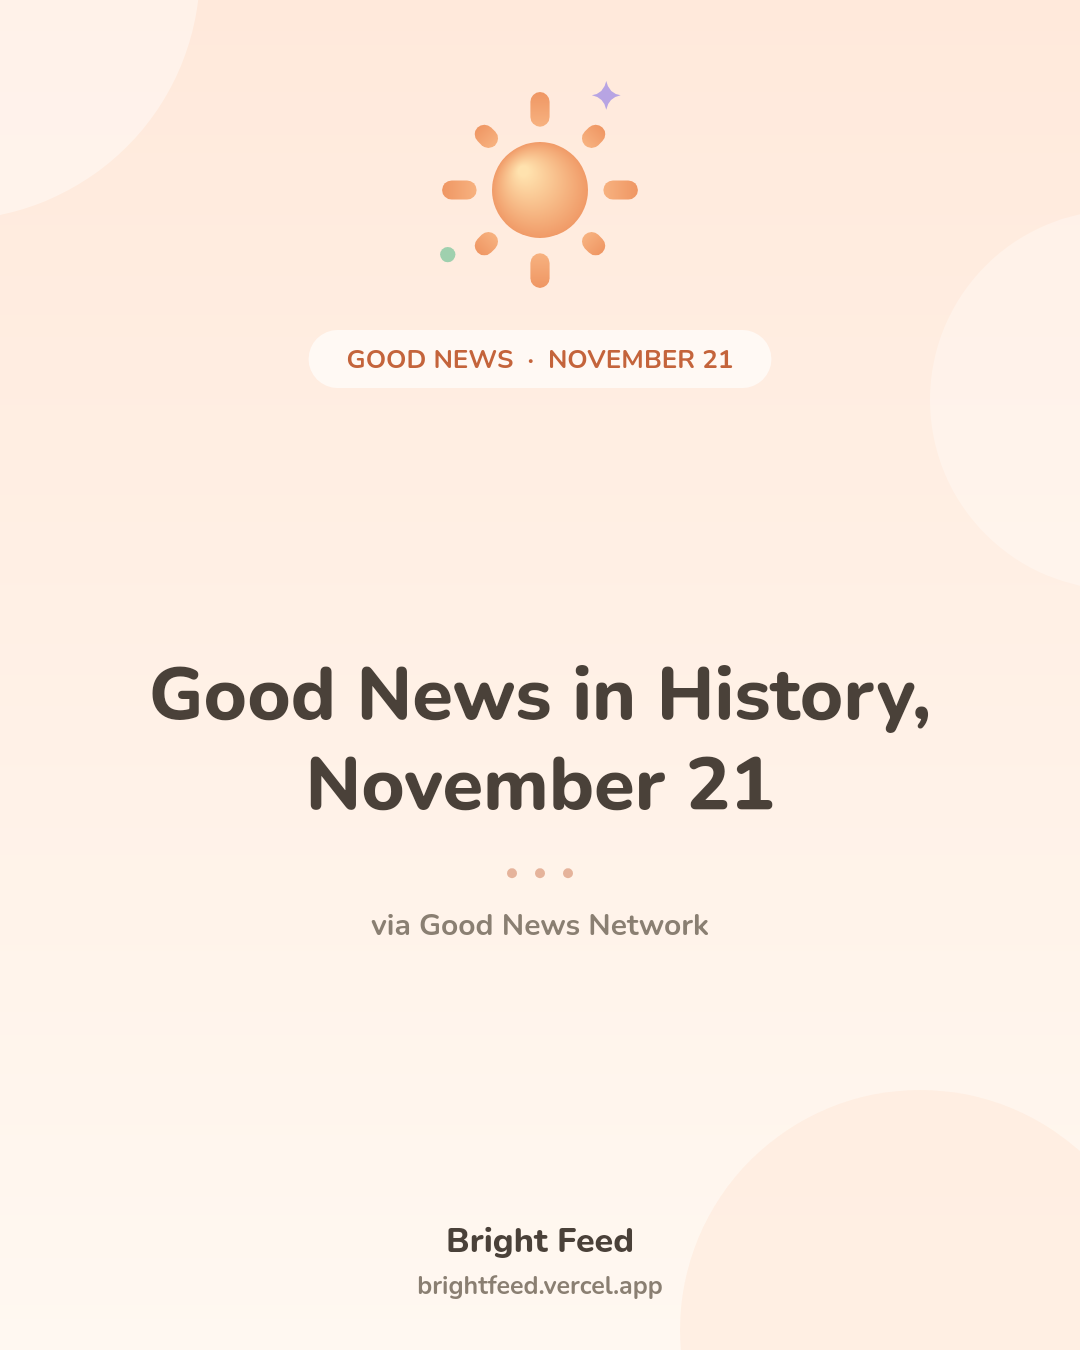 GOOD NEWS · NOVEMBER 21
Good News in History,
November 21
via Good News Network
Bright Feed
brightfeed.vercel.app